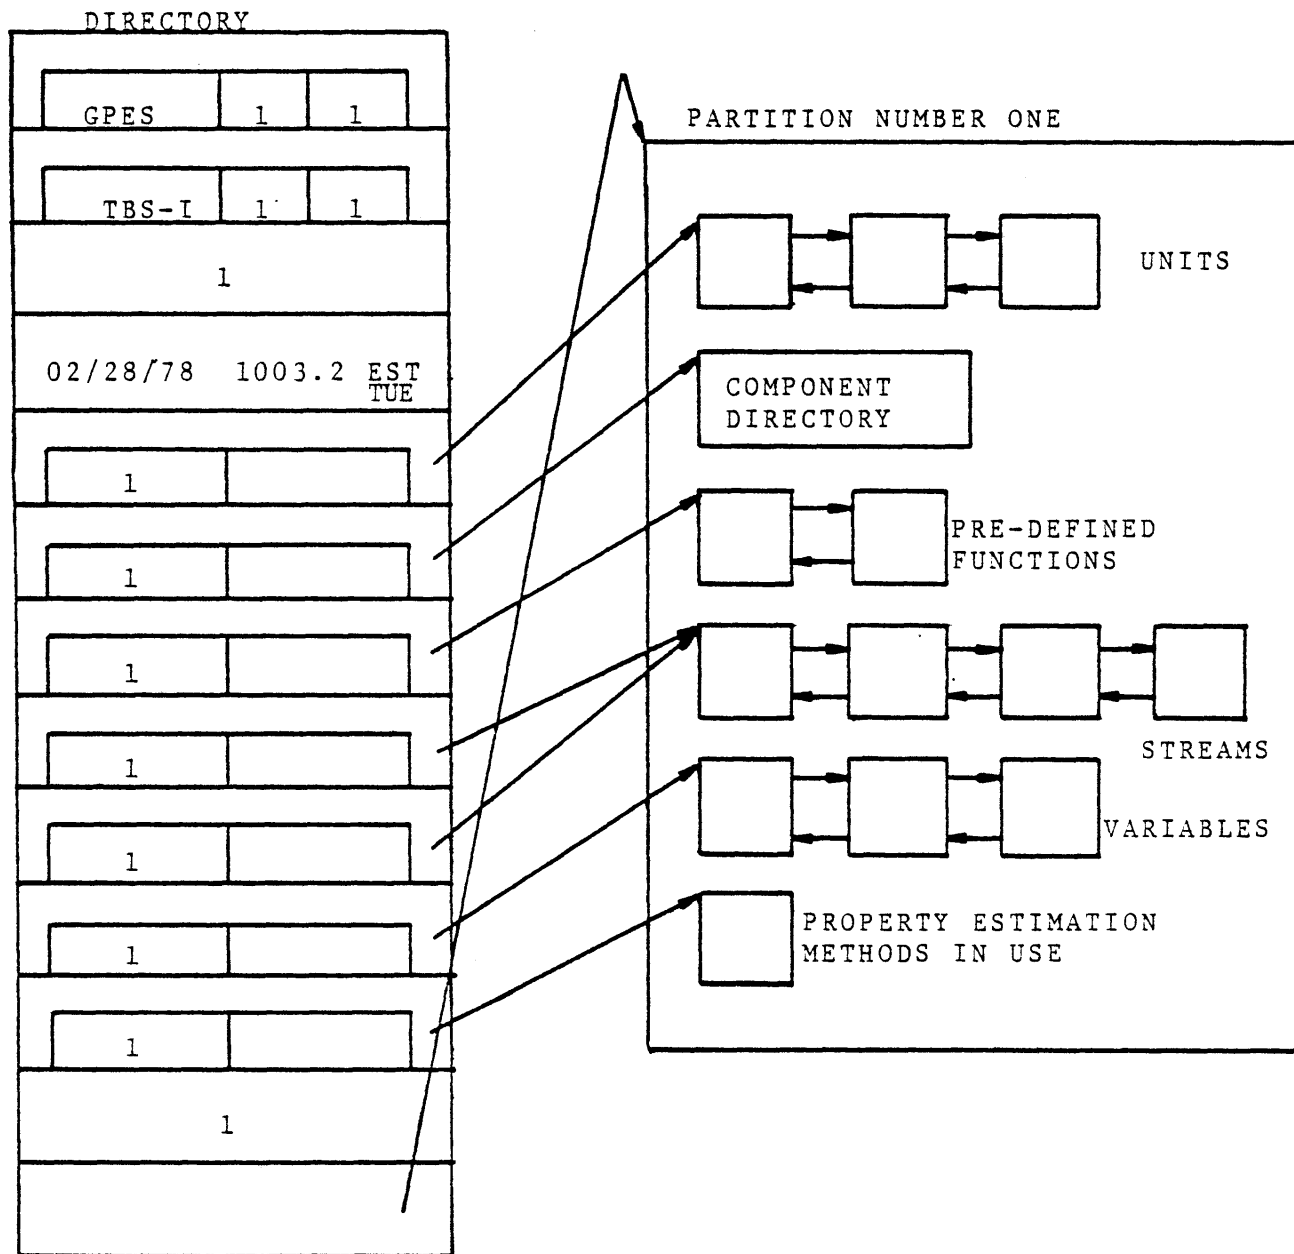 DIRECTORY
GPES 1 1
TBS-I 1 1
1
02/28/78 1003.2 EST
TUE
1
1
1
1
1
1
1
1
PARTITION NUMBER ONE
UNITS
COMPONENT
DIRECTORY
PRE-DEFINED
FUNCTIONS
STREAMS
VARIABLES
PROPERTY ESTIMATION
METHODS IN USE